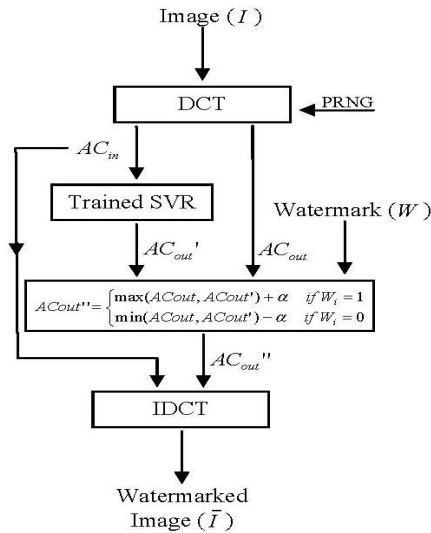 Image (I)
DCT
PRNG
AC_in
Trained SVR
Watermark (W)
AC_out' AC_out
ACout''= { max(ACout, ACout') + α if W_i = 1
min(ACout, ACout') − α if W_i = 0
AC_out''
IDCT
Watermarked
Image (Ī)